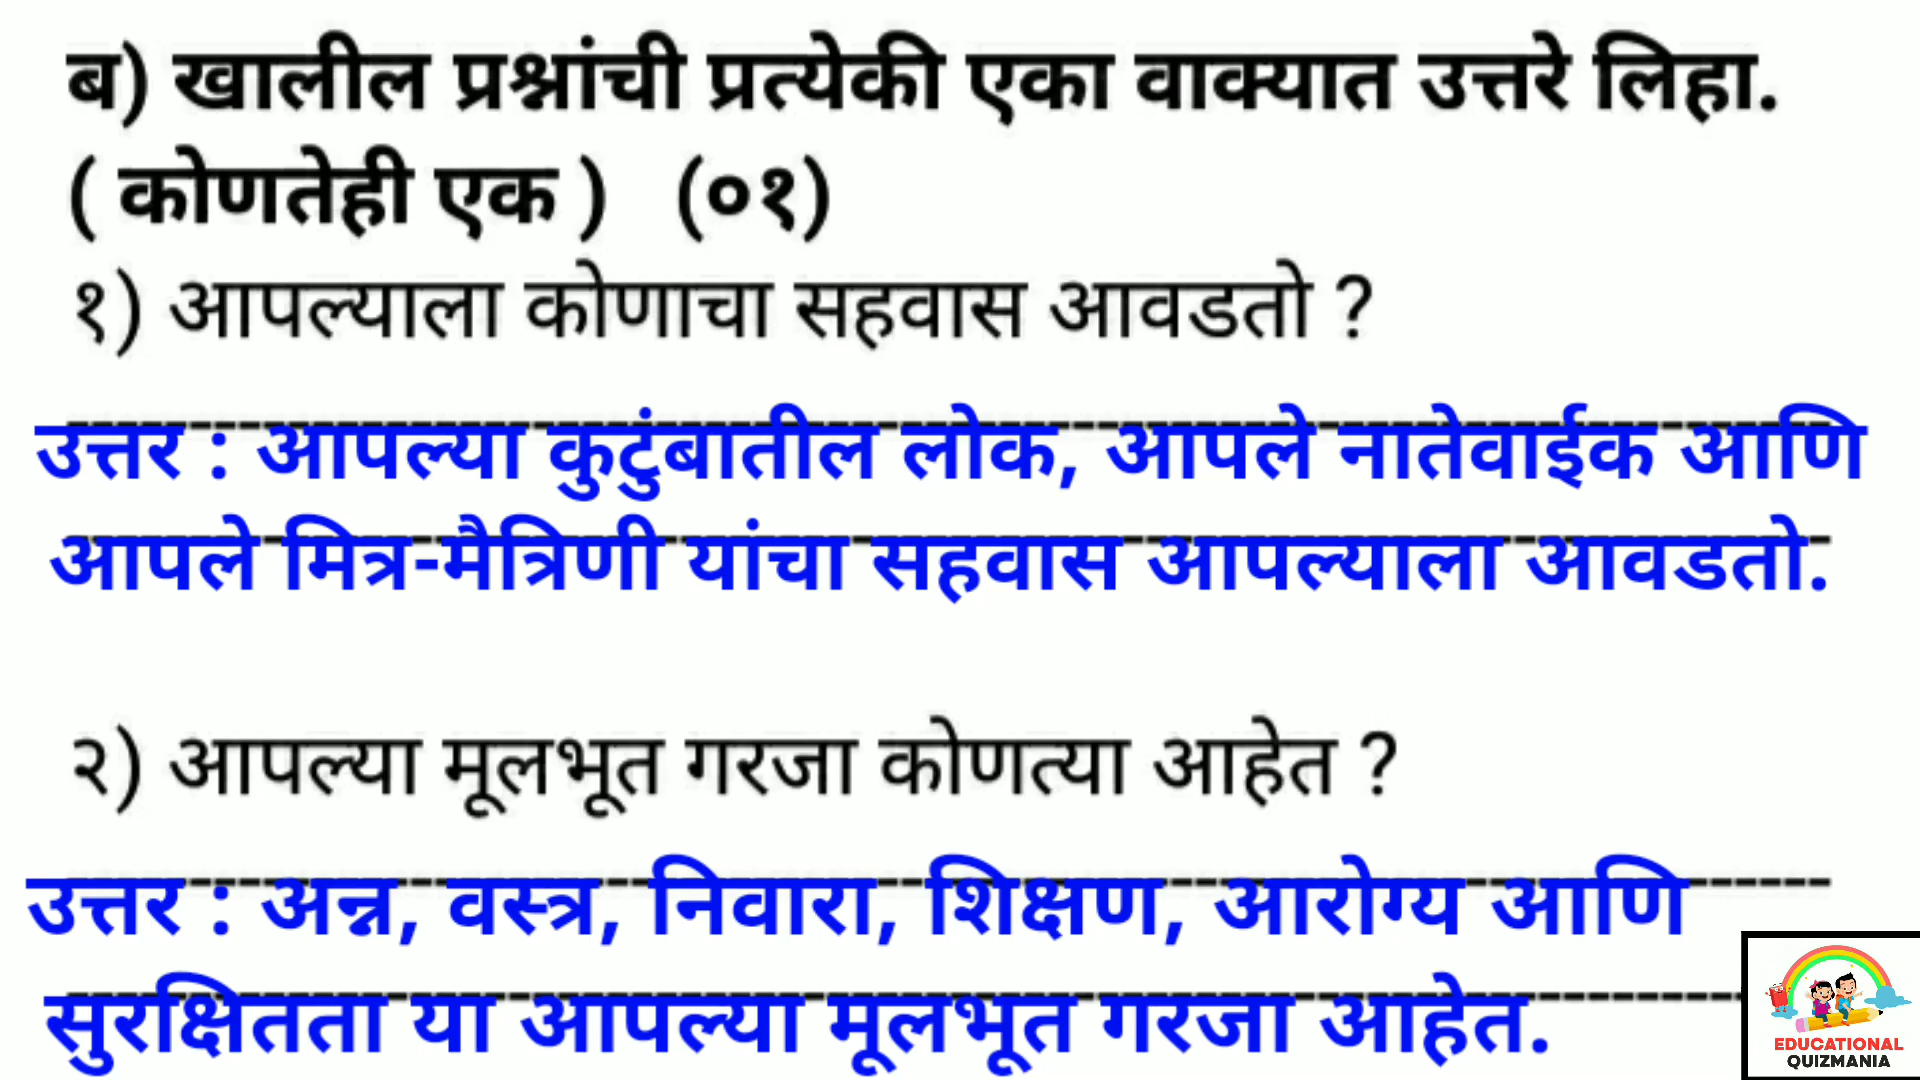 ब) खालील प्रश्नांची प्रत्येकी एका वाक्यात उत्तरे लिहा.
( कोणतेही एक ) (०१)
१) आपल्याला कोणाचा सहवास आवडतो ?
उत्तर : आपल्या कुटुंबातील लोक, आपले नातेवाईक आणि
आपले मित्र-मैत्रिणी यांचा सहवास आपल्याला आवडतो.
२) आपल्या मूलभूत गरजा कोणत्या आहेत ?
उत्तर : अन्न, वस्त्र, निवारा, शिक्षण, आरोग्य आणि
सुरक्षितता या आपल्या मूलभूत गरजा आहेत.
EDUCATIONAL
QUIZMANIA